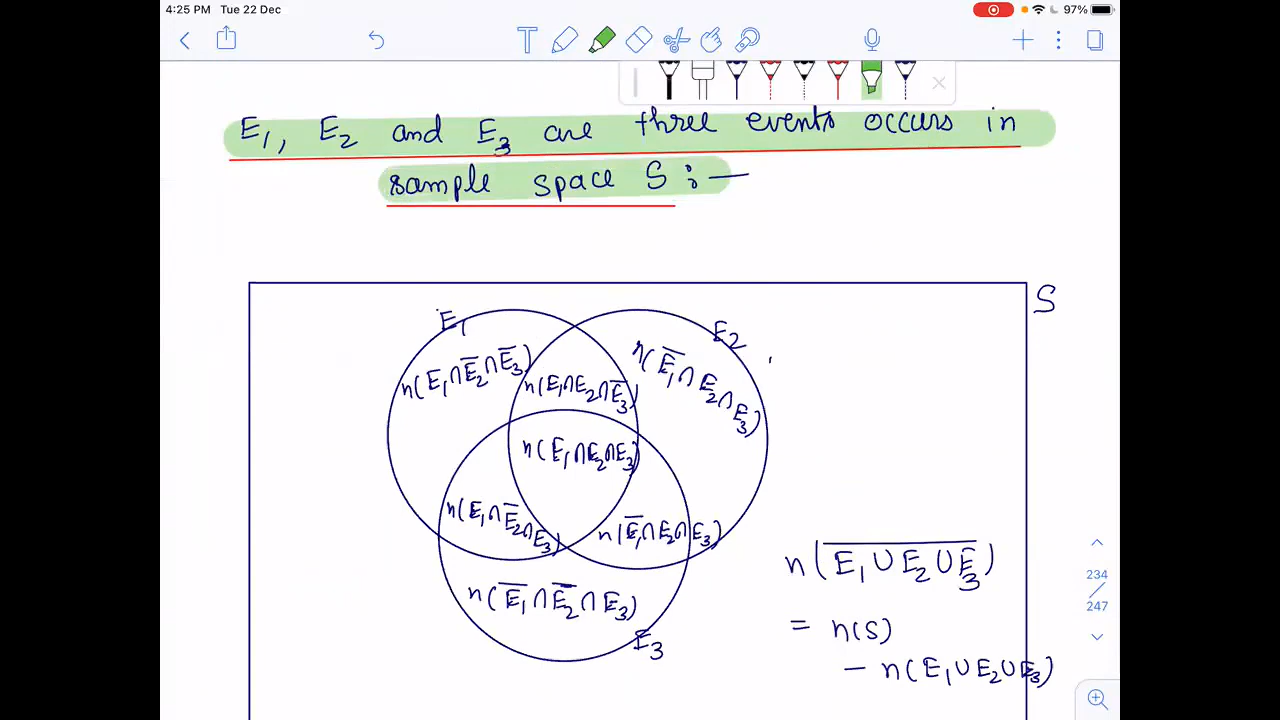 4:25 PM Tue 22 Dec
97%
E₁, E₂ and E₃ are three events occurs in
sample space S :—
S
E₁
E₂
n(E₁∩E̅₂∩E̅₃)
n(E₁∩E₂∩E̅₃)
n(E̅₁∩E₂∩E₃)
n(E₁∩E₂∩E₃)
n(E₁∩E̅₂∩E₃)
n(E̅₁∩E₂∩E₃)
n(E̅₁∩E̅₂∩E₃)
E₃
n(\overline{E₁∪E₂∪E₃})
= n(S)
– n(E₁∪E₂∪E₃)
234
/
247